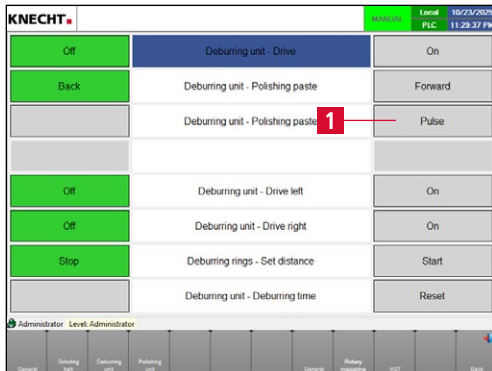 KNECHT
MANUAL
Local 10/23/2025
PLC 11:29:37 PM
Off Deburring unit - Drive On
Back Deburring unit - Polishing paste Forward
Deburring unit - Polishing paste 1 Pulse
Off Deburring unit - Drive left On
Off Deburring unit - Drive right On
Stop Deburring rings - Set distance Start
Deburring unit - Deburring time Reset
Administrator Level: Administrator
General Grinding belt Deburring unit Polishing unit General Rotary magazine KST Back